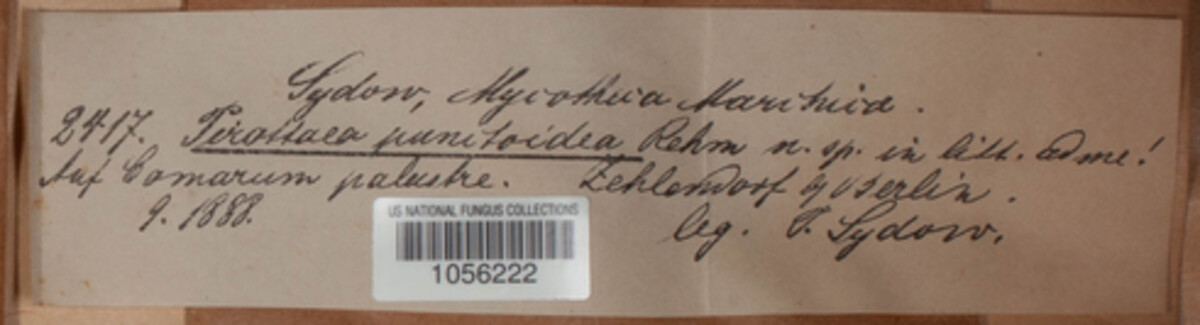 Sydow, Mycotheca Marchica.
2417. Pirottaea punctoidea Rehm n. sp. in litt. ad me!
Auf Comarum palustre. Zehlendorf b/Berlin.
9. 1888. leg. P. Sydow.
US NATIONAL FUNGUS COLLECTIONS
1056222